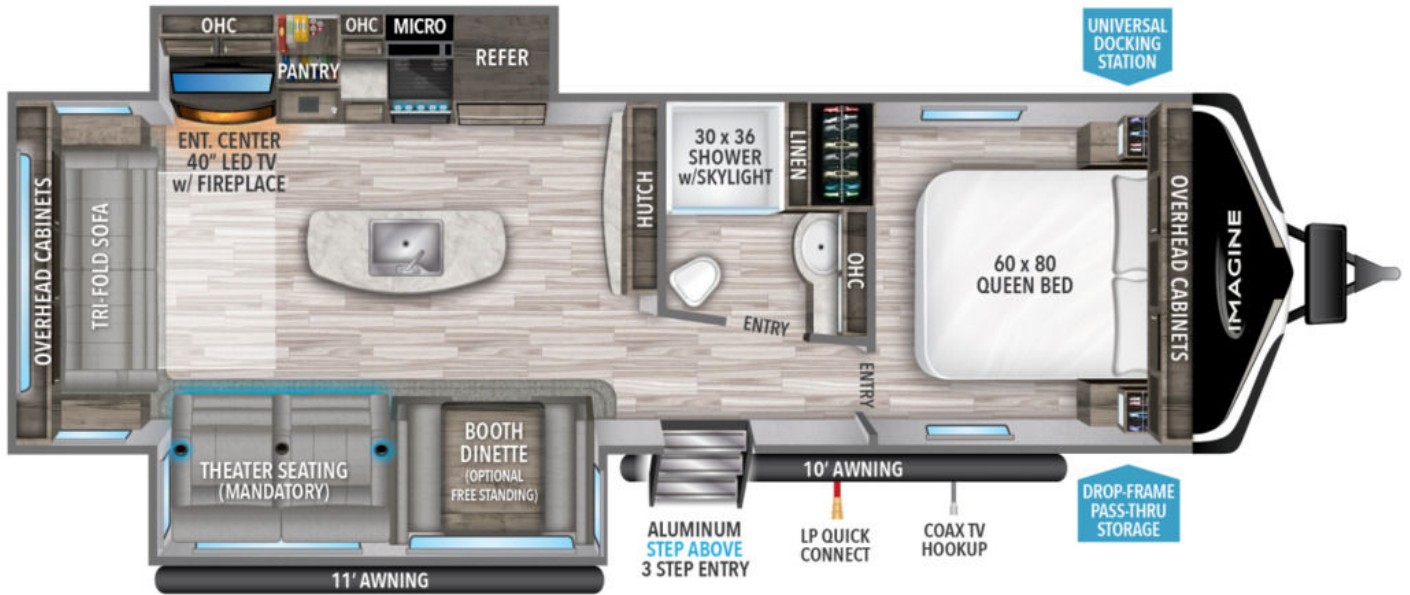 OHC
PANTRY
OHC
MICRO
REFER
UNIVERSAL
DOCKING
STATION
ENT. CENTER
40" LED TV
w/ FIREPLACE
OVERHEAD CABINETS
TRI-FOLD SOFA
HUTCH
30 x 36
SHOWER
w/SKYLIGHT
LINEN
OHC
ENTRY
ENTRY
60 x 80
QUEEN BED
OVERHEAD CABINETS
IMAGINE
THEATER SEATING
(MANDATORY)
BOOTH
DINETTE
(OPTIONAL
FREE STANDING)
10' AWNING
11' AWNING
ALUMINUM
STEP ABOVE
3 STEP ENTRY
LP QUICK
CONNECT
COAX TV
HOOKUP
DROP-FRAME
PASS-THRU
STORAGE